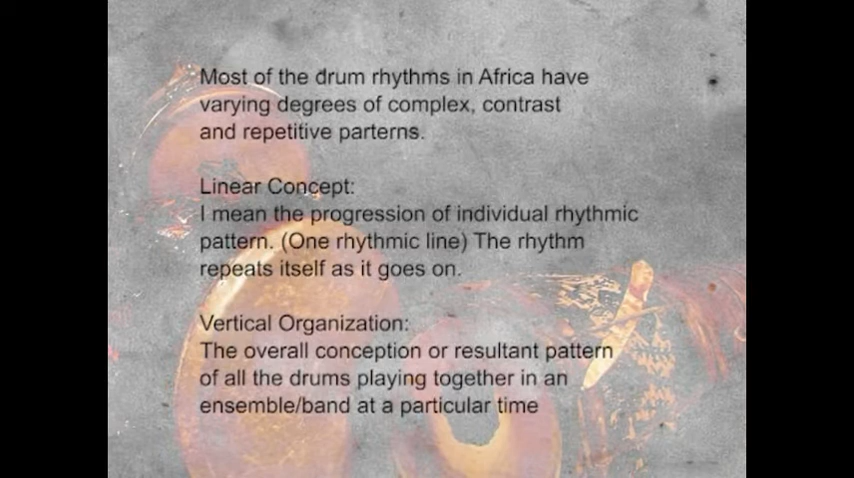 Most of the drum rhythms in Africa have
varying degrees of complex, contrast
and repetitive parterns.
Linear Concept:
I mean the progression of individual rhythmic
pattern. (One rhythmic line) The rhythm
repeats itself as it goes on.
Vertical Organization:
The overall conception or resultant pattern
of all the drums playing together in an
ensemble/band at a particular time